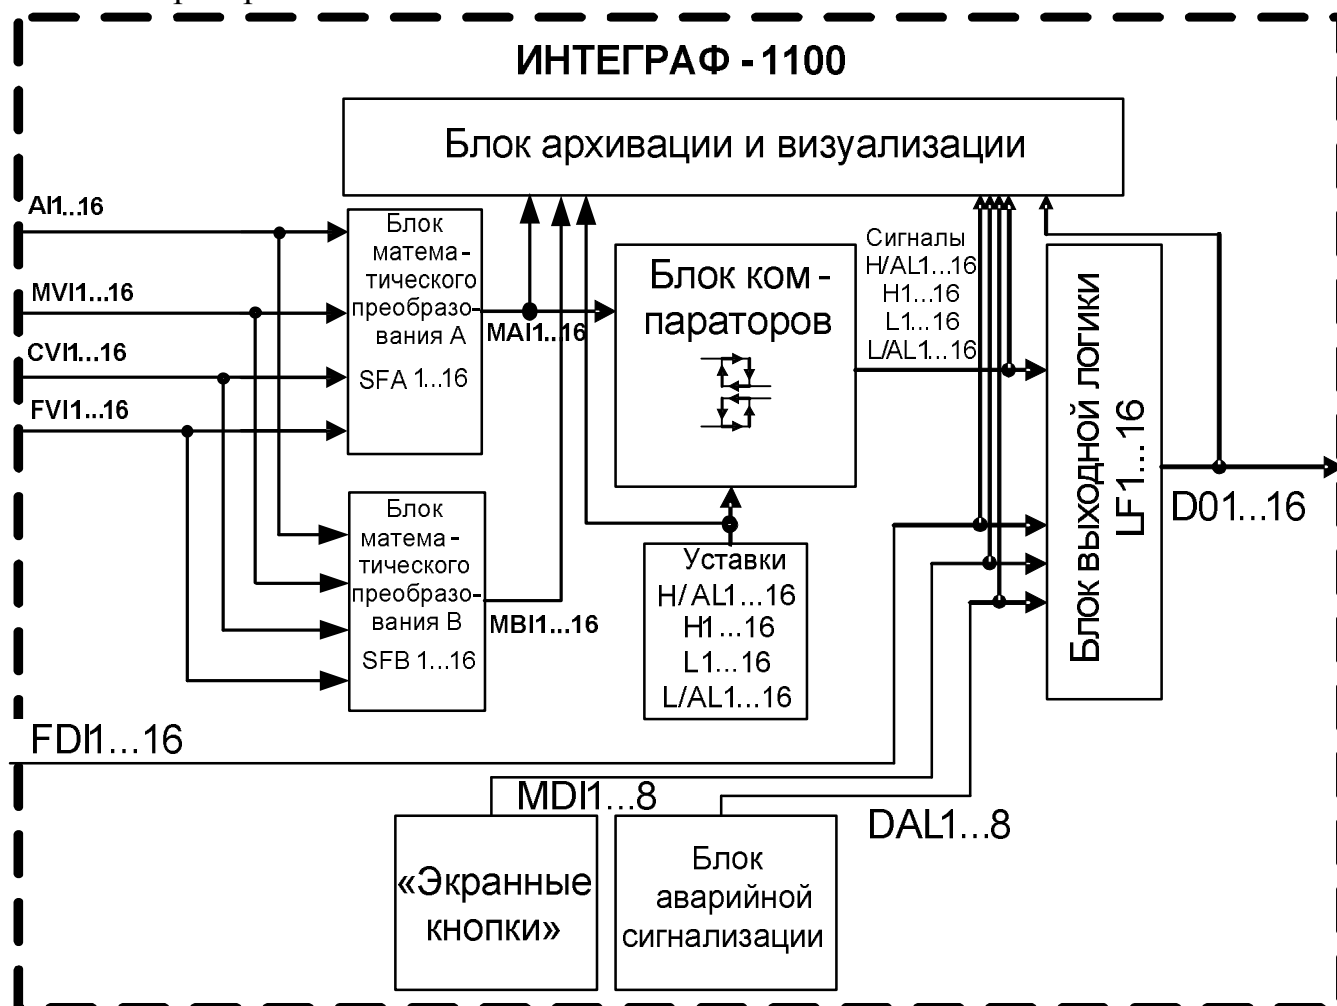 ИНТЕГРАФ - 1100
Блок архивации и визуализации
AI1...16
MVI1...16
CVI1...16
FVI1...16
Блок
матема-
тического
преобразо-
вания A
SFA 1...16
MAI1...16
Блок ком-
параторов
Сигналы
H/AL1...16
H1...16
L1...16
L/AL1...16
Блок выходной логики
LF1...16
DO1...16
Блок
матема-
тического
преобразо-
вания B
SFB 1...16
MBI1...16
Уставки
H/AL1...16
H1...16
L1...16
L/AL1...16
FDI1...16
MDI1...8
DAL1...8
«Экранные
кнопки»
Блок
аварийной
сигнализации